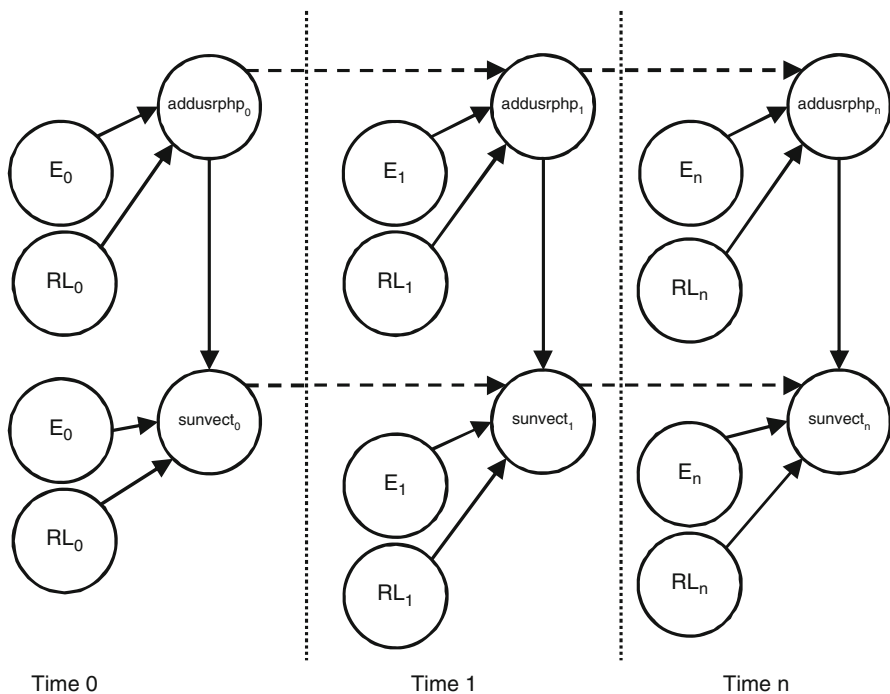 addusrphp₀
addusrphp₁
addusrphpₙ
E₀
E₁
Eₙ
RL₀
RL₁
RLₙ
sunvect₀
sunvect₁
sunvectₙ
E₀
E₁
Eₙ
RL₀
RL₁
RLₙ
Time 0
Time 1
Time n